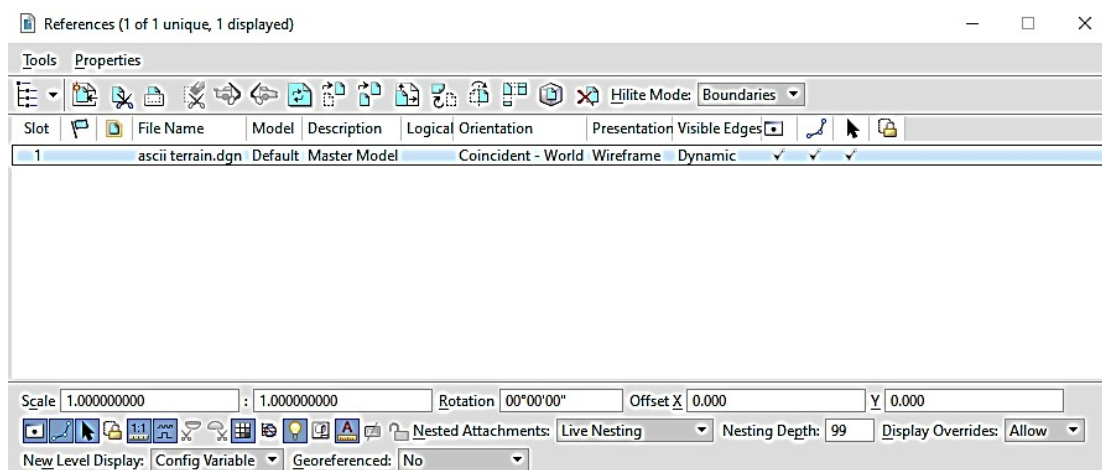 References (1 of 1 unique, 1 displayed)
Tools Properties
Hilite Mode: Boundaries
Slot File Name Model Description Logical Orientation Presentation Visible Edges
1 ascii terrain.dgn Default Master Model Coincident - World Wireframe Dynamic ✓ ✓ ✓
Scale 1.000000000 : 1.000000000 Rotation 00°00'00" Offset X 0.000 Y 0.000
1:1 A Nested Attachments: Live Nesting Nesting Depth: 99 Display Overrides: Allow
New Level Display: Config Variable Georeferenced: No